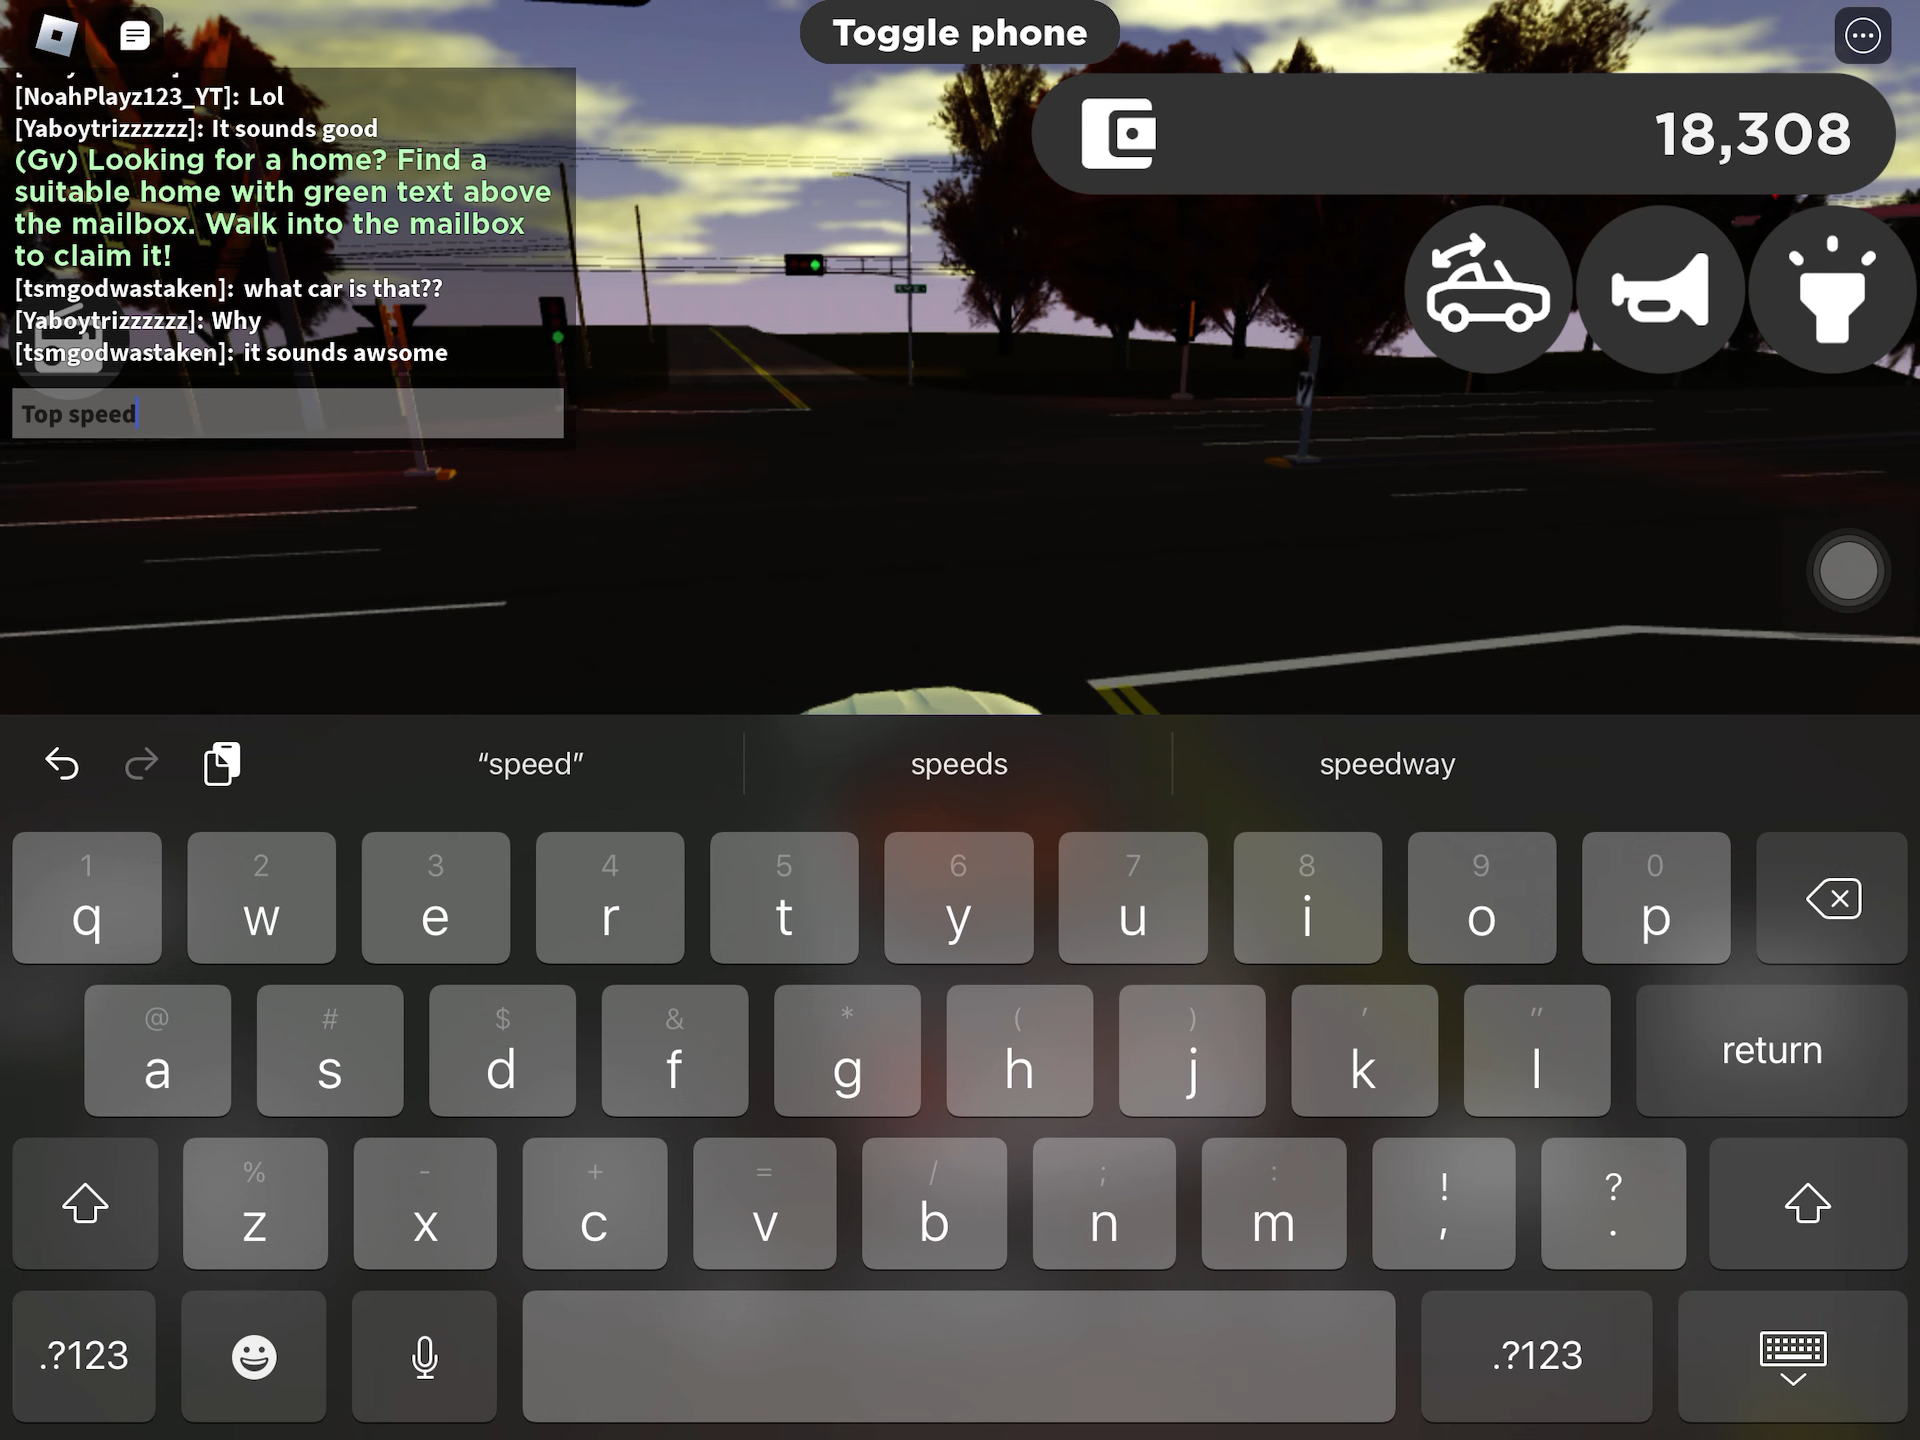 Toggle phone
[NoahPlayz123_YT]: Lol
[Yaboytrizzzzzz]: It sounds good
(Gv) Looking for a home? Find a
suitable home with green text above
the mailbox. Walk into the mailbox
to claim it!
[tsmgodwastaken]: what car is that??
[Yaboytrizzzzzz]: Why
[tsmgodwastaken]: it sounds awsome
Top speed
18,308
“speed” speeds speedway
1 2 3 4 5 6 7 8 9 0
q w e r t y u i o p
@ # $ & * ( ) ' "
a s d f g h j k l return
% - + = / ; : ! ?
z x c v b n m , .
.?123 .?123